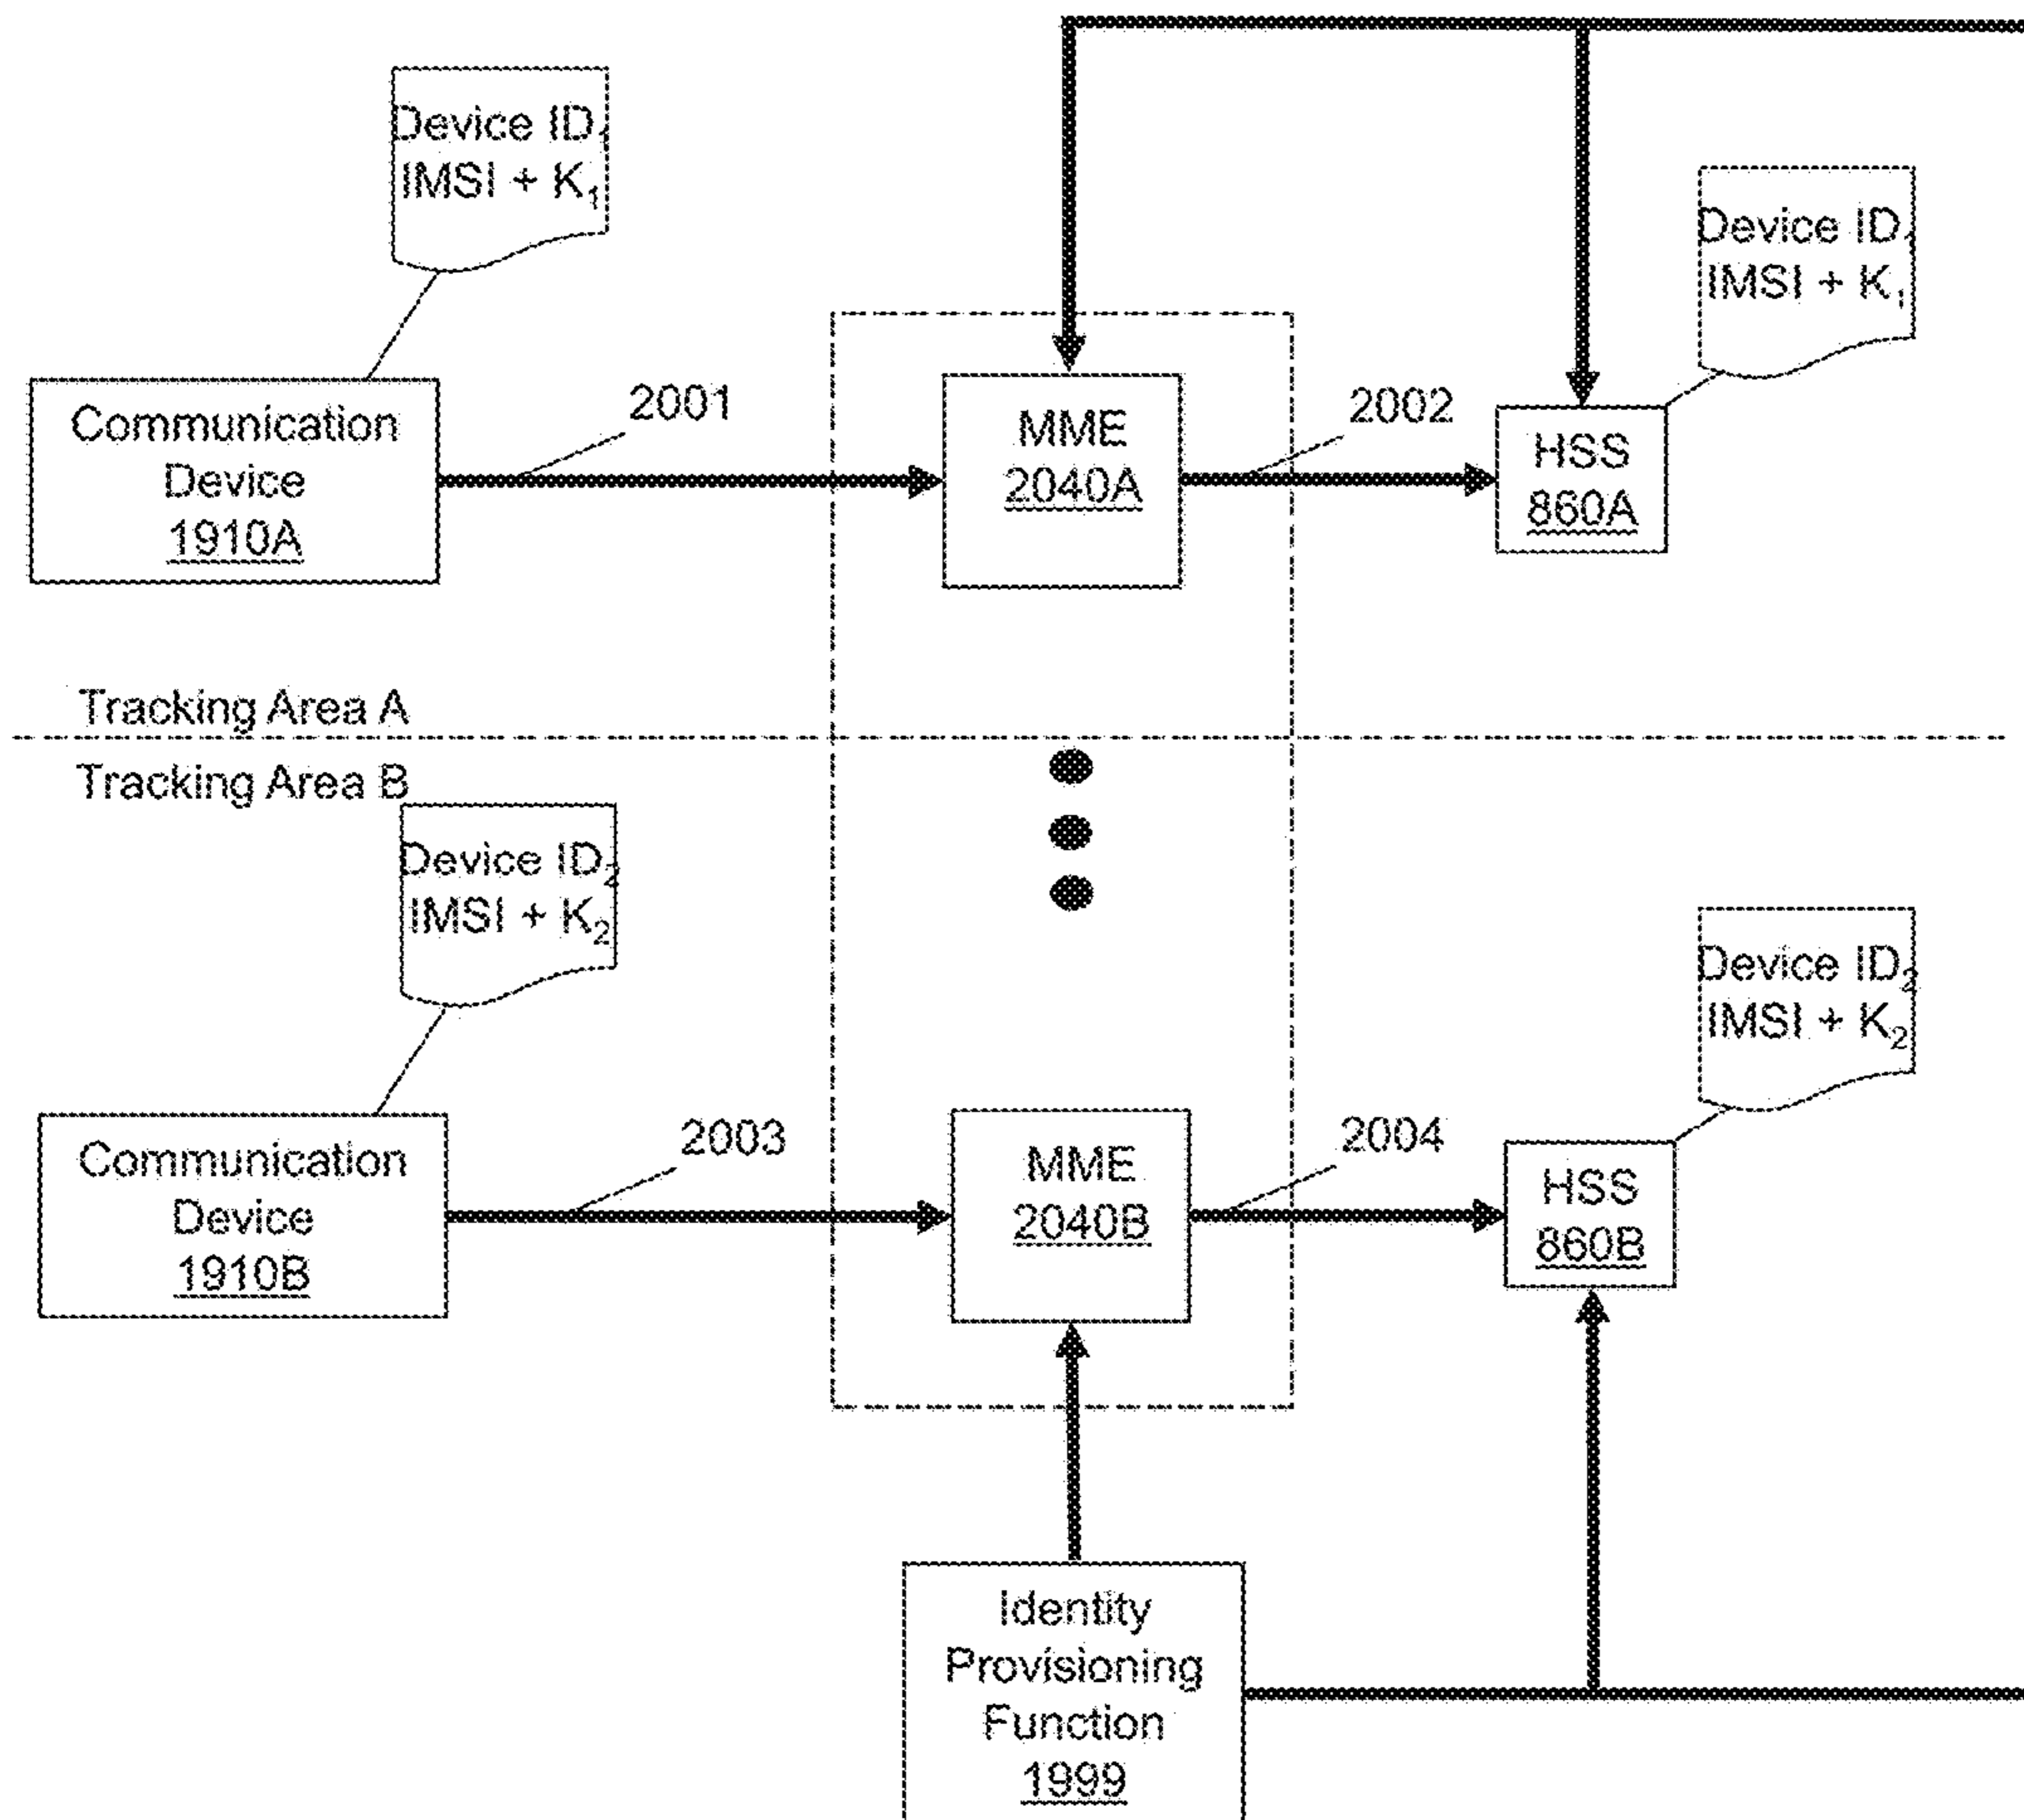 Device ID₁
IMSI + K₁
Device ID₁
IMSI + K₁
Communication
Device
1910A
2001
MME
2040A
2002
HSS
860A
Tracking Area A
Tracking Area B
Device ID₂
IMSI + K₂
Device ID₂
IMSI + K₂
Communication
Device
1910B
2003
MME
2040B
2004
HSS
860B
Identity
Provisioning
Function
1999